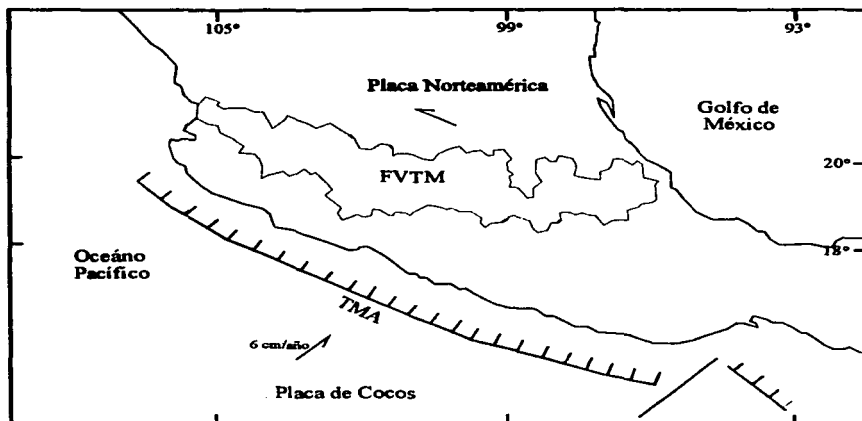 105°
99°
93°
Placa Norteamérica
Golfo de
México
20°
FVTM
18°
Oceáno
Pacífico
TMA
6 cm/año
Placa de Cocos